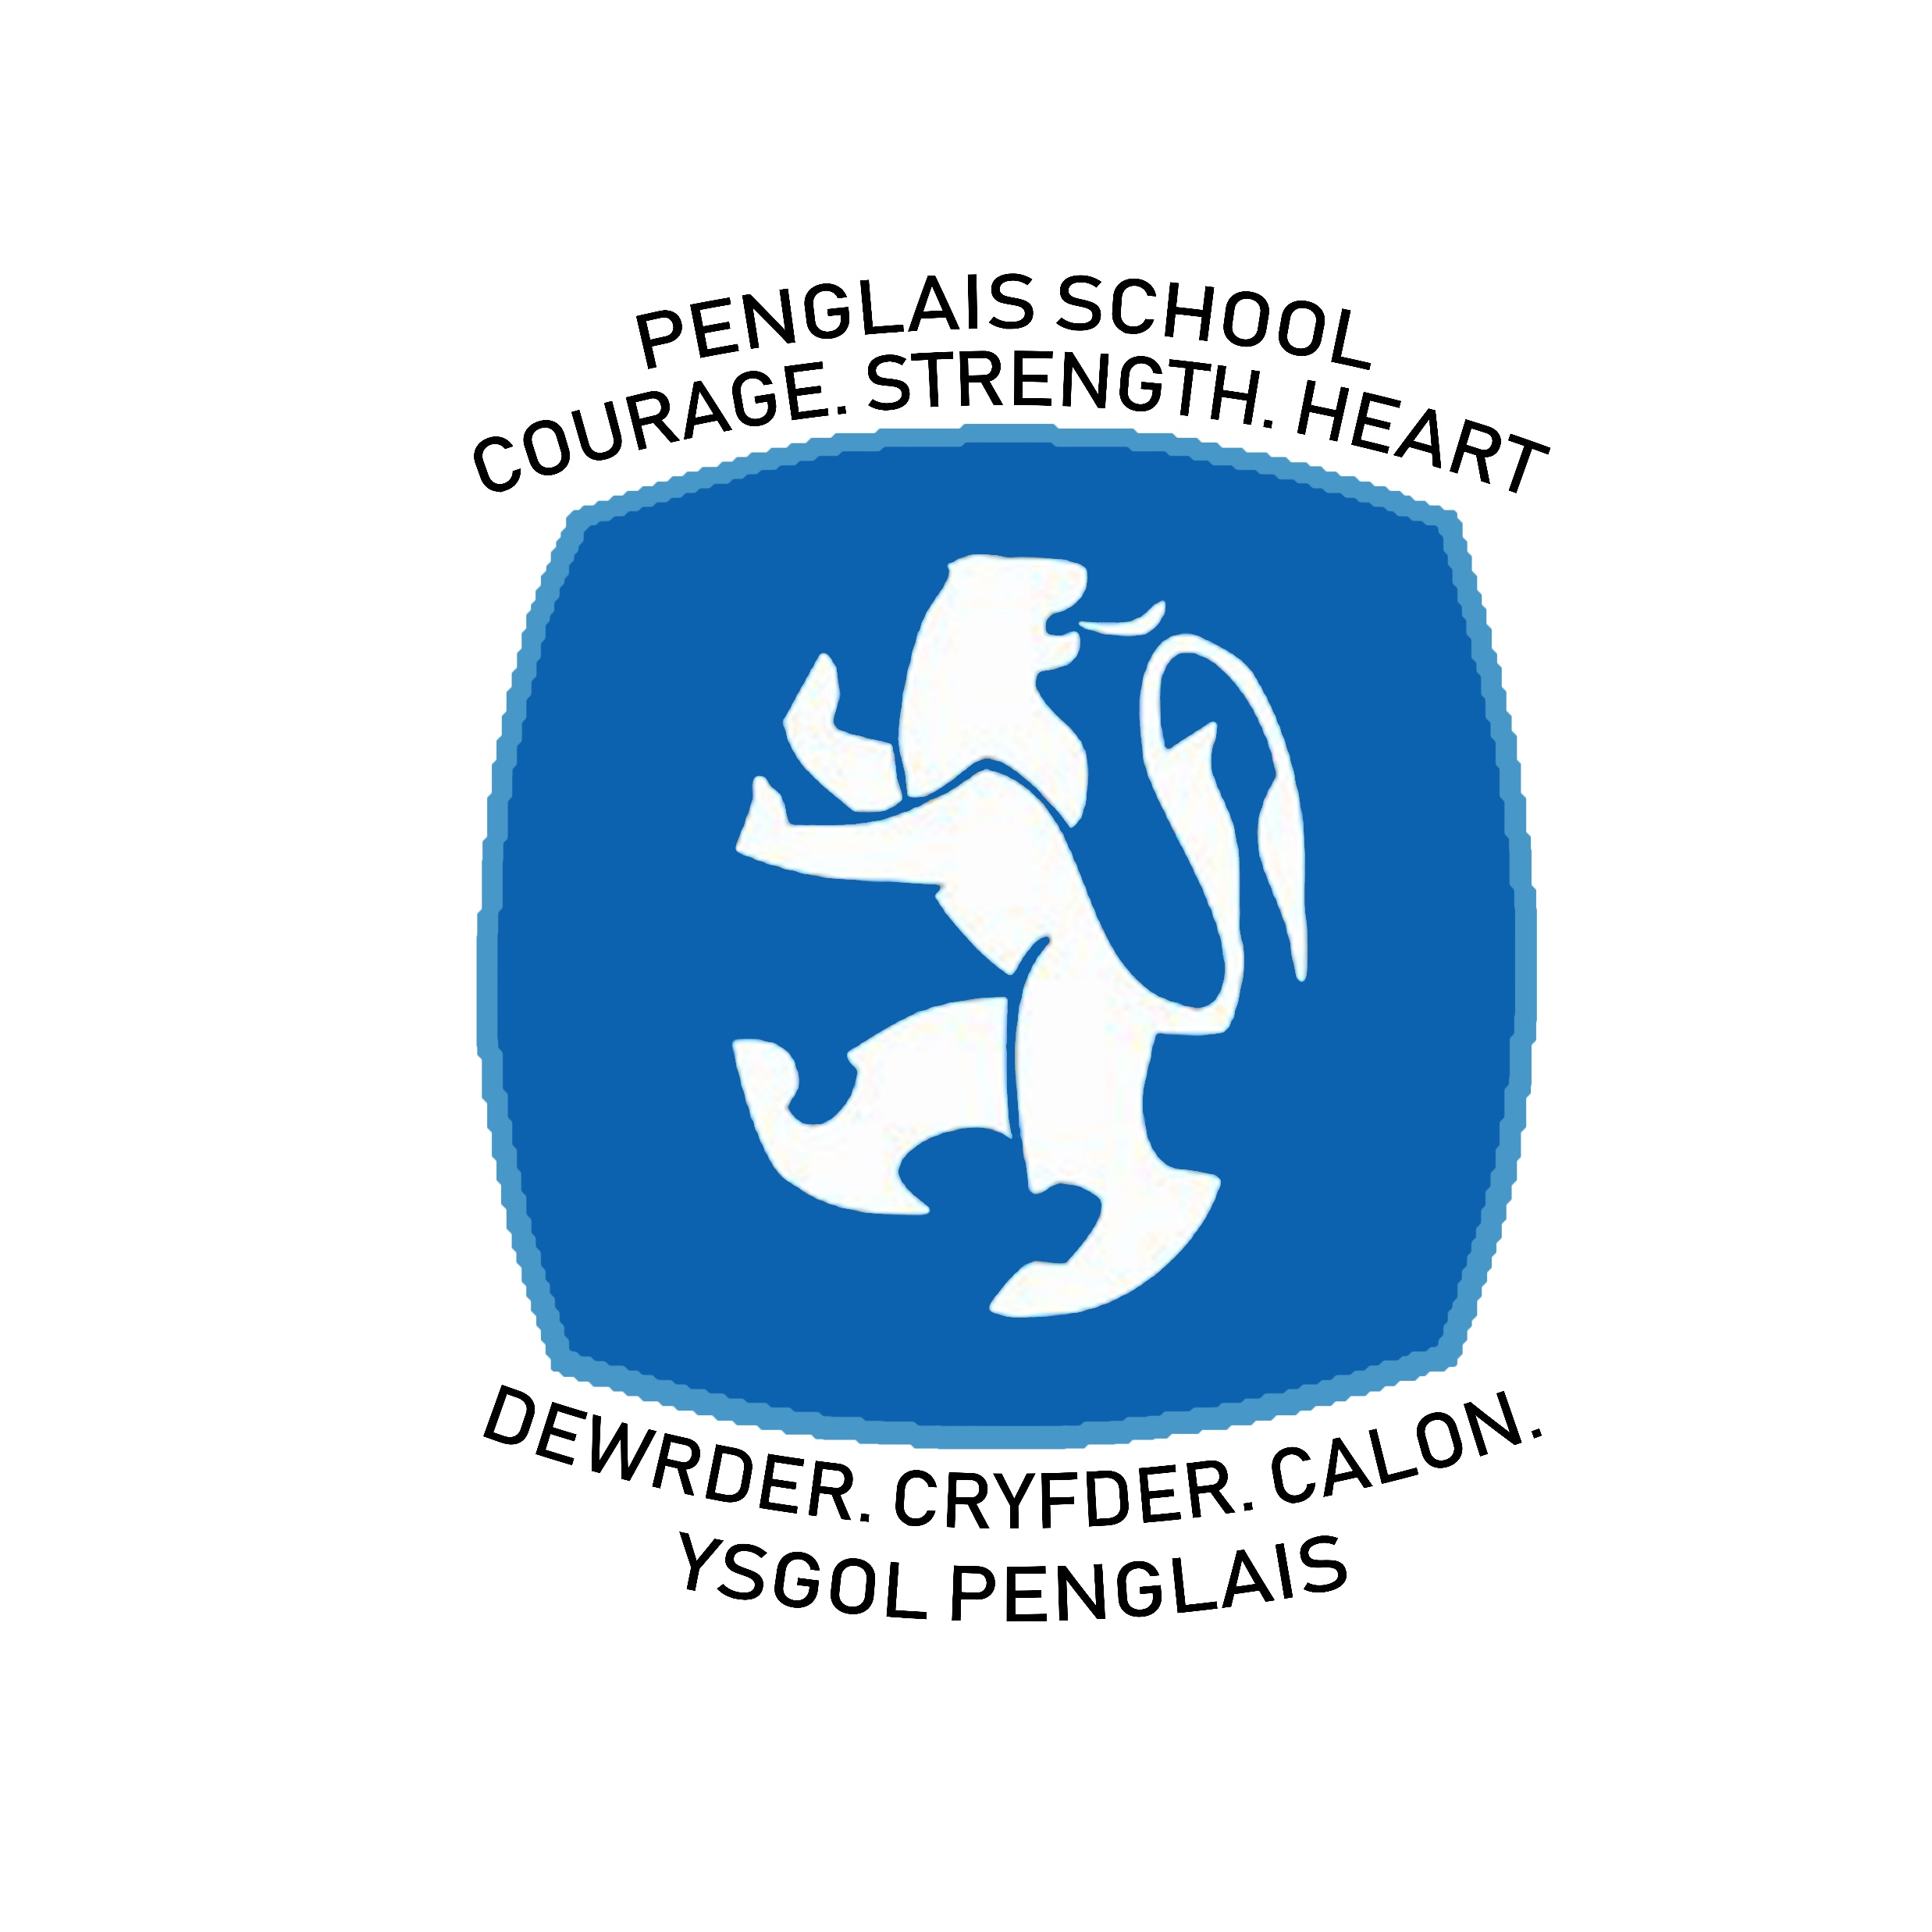 PENGLAIS SCHOOL
COURAGE. STRENGTH. HEART
DEWRDER. CRYFDER. CALON.
YSGOL PENGLAIS